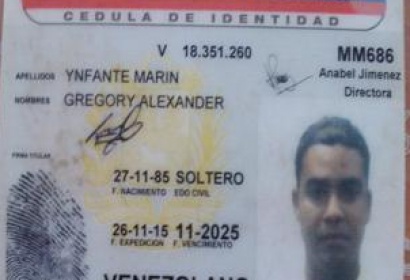 CEDULA DE IDENTIDAD
V 18.351.260 MM686
APELLIDOS YNFANTE MARIN Anabel Jimenez
NOMBRES GREGORY ALEXANDER Directora
FIRMA TITULAR
27-11-85 SOLTERO
F. NACIMIENTO EDO CIVIL
26-11-15 11-2025
F. EXPEDICION F. VENCIMIENTO
VENEZOLANO